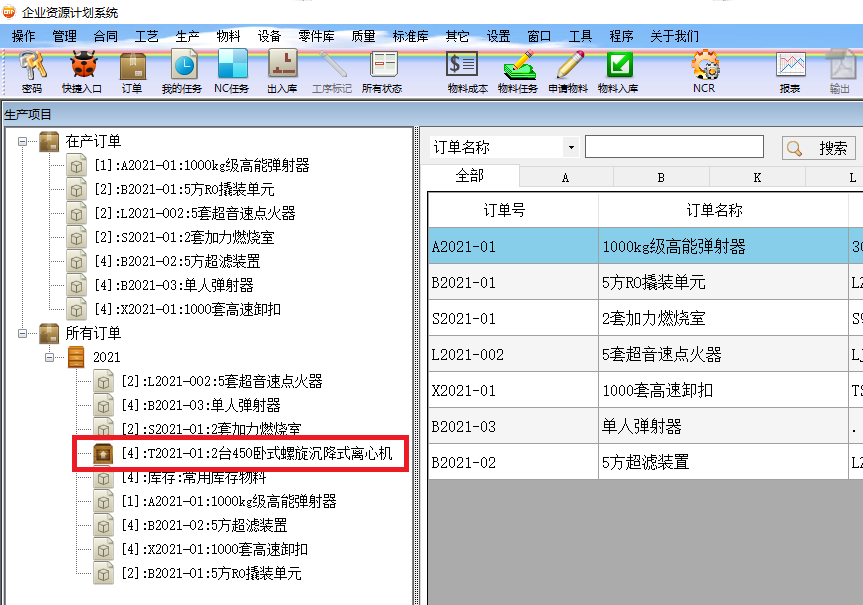 企业资源计划系统
操作 管理 合同 工艺 生产 物料 设备 零件库 质量 标准库 其它 设置 窗口 工具 程序 关于我们
密码 快捷入口 订单 我的任务 NC任务 出入库 工序标记 所有状态 物料成本 物料任务 申请物料 物料入库 NCR 报表 输出
生产项目
在产订单
[1]:A2021-01:1000kg级高能弹射器
[2]:B2021-01:5方RO撬装单元
[2]:L2021-002:5套超音速点火器
[2]:S2021-01:2套加力燃烧室
[4]:B2021-02:5方超滤装置
[4]:B2021-03:单人弹射器
[4]:X2021-01:1000套高速卸扣
所有订单
2021
[2]:L2021-002:5套超音速点火器
[4]:B2021-03:单人弹射器
[2]:S2021-01:2套加力燃烧室
[4]:T2021-01:2台450卧式螺旋沉降式离心机
[4]:库存:常用库存物料
[1]:A2021-01:1000kg级高能弹射器
[4]:B2021-02:5方超滤装置
[4]:X2021-01:1000套高速卸扣
[2]:B2021-01:5方RO撬装单元
订单名称 搜索
全部 A B K L
订单号 订单名称
A2021-01 1000kg级高能弹射器 30
B2021-01 5方RO撬装单元 LZ
S2021-01 2套加力燃烧室 S9
L2021-002 5套超音速点火器 LJ
X2021-01 1000套高速卸扣 TS
B2021-03 单人弹射器 .
B2021-02 5方超滤装置 LZ